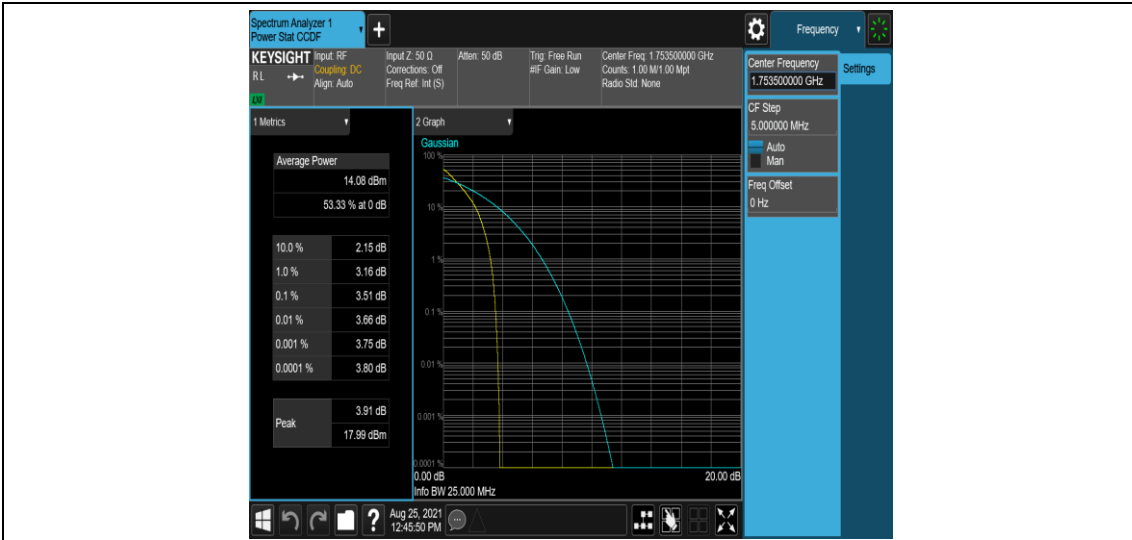 Spectrum Analyzer 1
Power Stat CCDF
+
Frequency
KEYSIGHT
Input: RF
Coupling: DC
Align: Auto
Input Z: 50 Ω
Corrections: Off
Freq Ref: Int (S)
Atten: 50 dB
Trig: Free Run
#IF Gain: Low
Center Freq: 1.753500000 GHz
Counts: 1.00 M/1.00 Mpt
Radio Std: None
R L
LXI
Center Frequency
1.753500000 GHz
Settings
CF Step
5.000000 MHz
Auto
Man
Freq Offset
0 Hz
1 Metrics
2 Graph
Average Power
14.08 dBm
53.33 % at 0 dB
10.0 % 2.15 dB
1.0 % 3.16 dB
0.1 % 3.51 dB
0.01 % 3.66 dB
0.001 % 3.75 dB
0.0001 % 3.80 dB
Peak
3.91 dB
17.99 dBm
Gaussian
100 %
10 %
1 %
0.1 %
0.01 %
0.001 %
0.0001 %
0.00 dB
20.00 dB
Info BW 25.000 MHz
?
Aug 25, 2021
12:45:50 PM